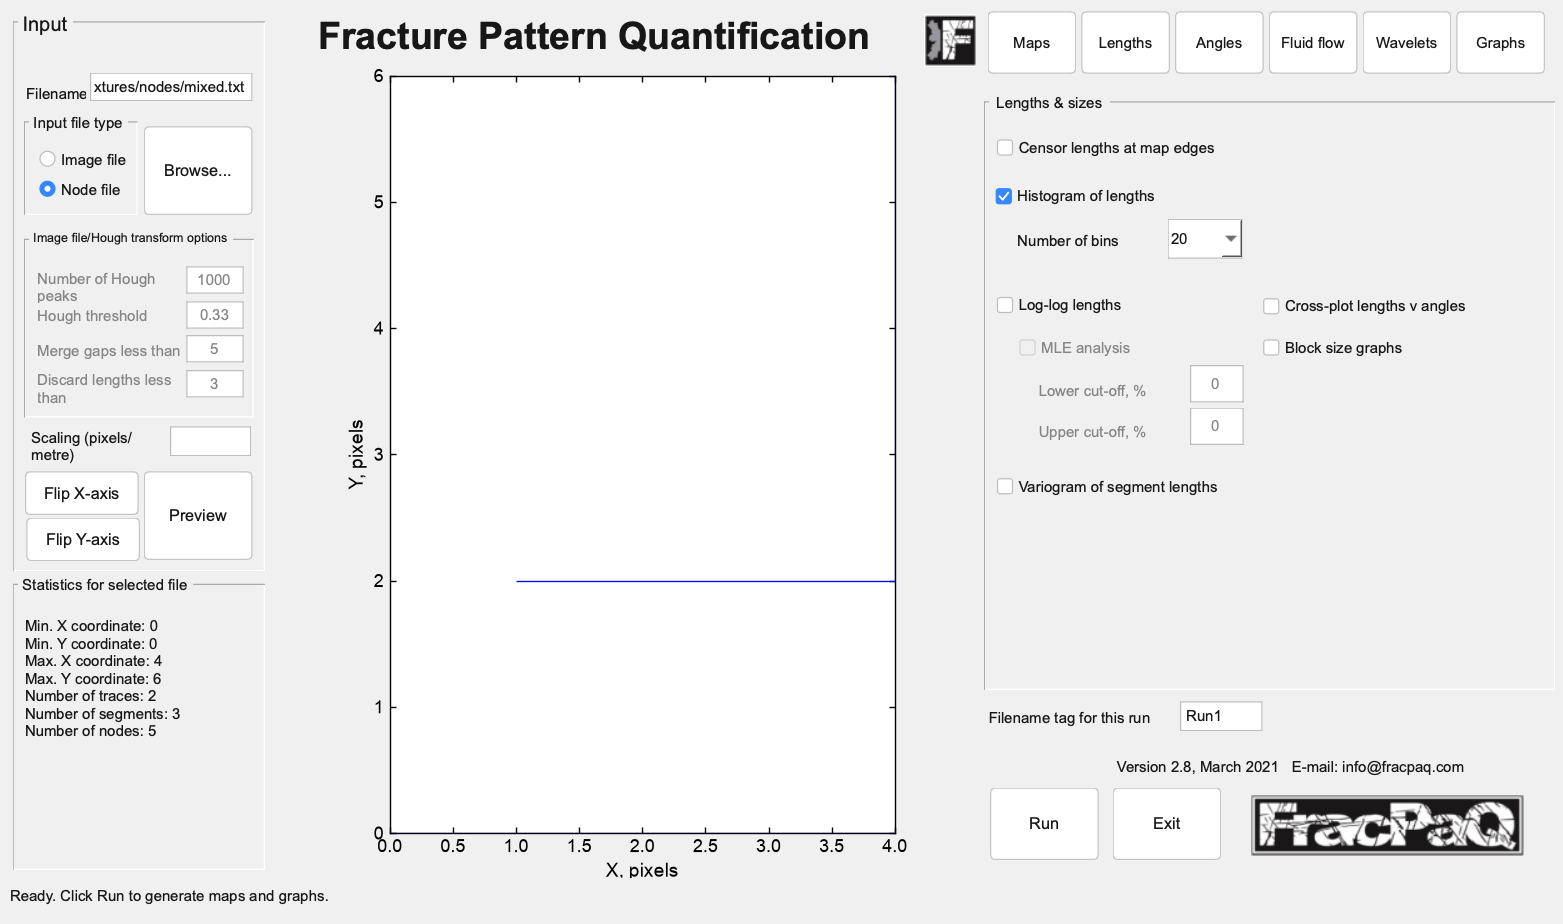 Input
Filename
xtures/nodes/mixed.txt
Input file type
Image file
Node file
Browse...
Image file/Hough transform options
Number of Hough
peaks
1000
Hough threshold
0.33
Merge gaps less than
5
Discard lengths less
than
3
Scaling (pixels/
metre)
Flip X-axis
Flip Y-axis
Preview
Statistics for selected file
Min. X coordinate: 0
Min. Y coordinate: 0
Max. X coordinate: 4
Max. Y coordinate: 6
Number of traces: 2
Number of segments: 3
Number of nodes: 5
Ready. Click Run to generate maps and graphs.
Fracture Pattern Quantification
6
5
4
3
2
1
0
Y, pixels
0.0 0.5 1.0 1.5 2.0 2.5 3.0 3.5 4.0
X, pixels
F
Maps
Lengths
Angles
Fluid flow
Wavelets
Graphs
Lengths & sizes
Censor lengths at map edges
Histogram of lengths
Number of bins
20
Log-log lengths
Cross-plot lengths v angles
MLE analysis
Block size graphs
Lower cut-off, %
0
Upper cut-off, %
0
Variogram of segment lengths
Filename tag for this run
Run1
Version 2.8, March 2021 E-mail: info@fracpaq.com
Run
Exit
FracPaQ